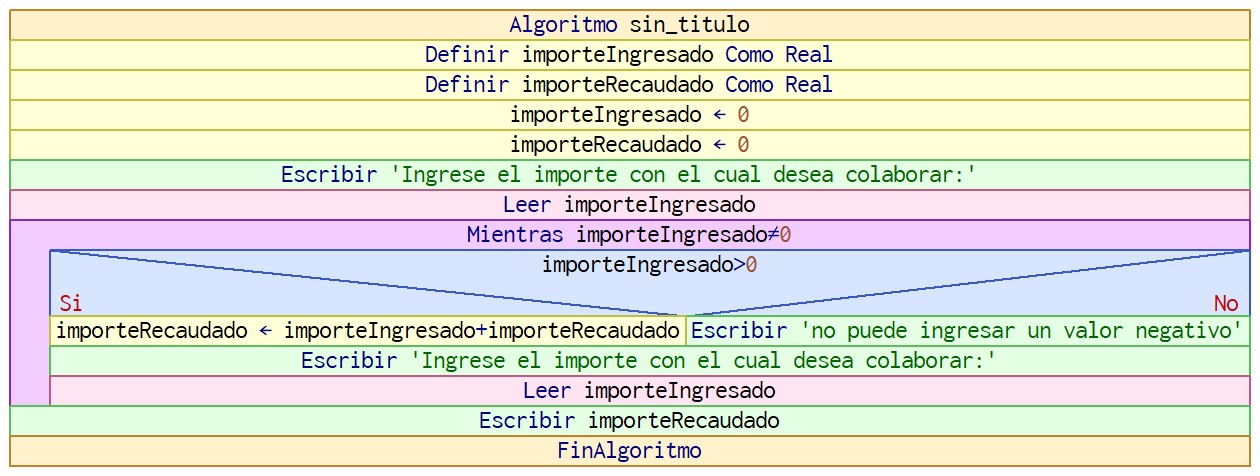 Algoritmo sin_titulo
Definir importeIngresado Como Real
Definir importeRecaudado Como Real
importeIngresado ← 0
importeRecaudado ← 0
Escribir 'Ingrese el importe con el cual desea colaborar:'
Leer importeIngresado
Mientras importeIngresado≠0
importeIngresado>0
Si No
importeRecaudado ← importeIngresado+importeRecaudado Escribir 'no puede ingresar un valor negativo'
Escribir 'Ingrese el importe con el cual desea colaborar:'
Leer importeIngresado
Escribir importeRecaudado
FinAlgoritmo